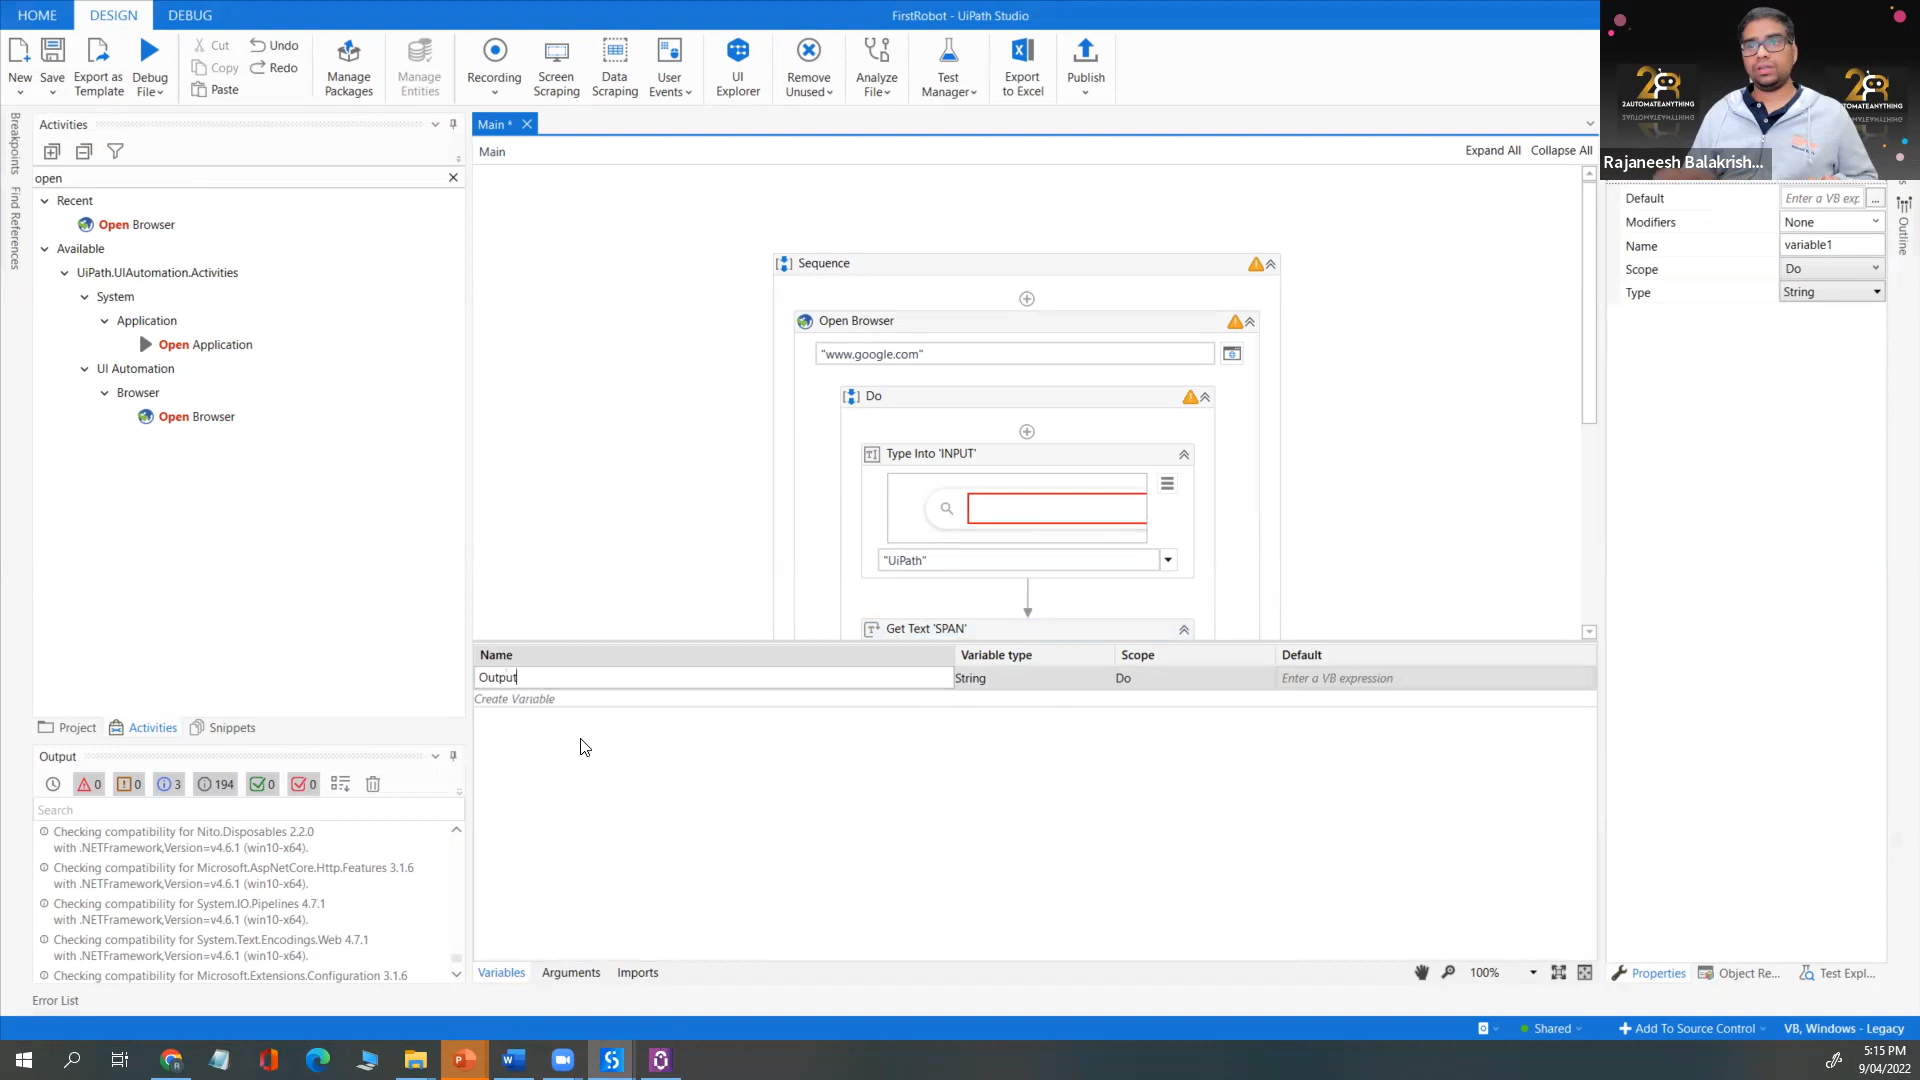 HOME
DESIGN
DEBUG
FirstRobot - UiPath Studio
New
Save
Export as
Template
Debug
File
Cut
Copy
Paste
Undo
Redo
Manage
Packages
Manage
Entities
Recording
Screen
Scraping
Data
Scraping
User
Events
UI
Explorer
Remove
Unused
Analyze
File
Test
Manager
Export
to Excel
Publish
2AUTOMATEANYTHING
Rajaneesh Balakrish...
Breakpoints
Find References
Activities
open
Recent
Open Browser
Available
UiPath.UIAutomation.Activities
System
Application
Open Application
UI Automation
Browser
Open Browser
Project
Activities
Snippets
Main *
Main
Expand All
Collapse All
Sequence
Open Browser
"www.google.com"
Do
Type Into 'INPUT'
"UiPath"
Get Text 'SPAN'
Name
Variable type
Scope
Default
Output
String
Do
Enter a VB expression
Create Variable
Variables
Arguments
Imports
100%
Default
Enter a VB exp
...
Modifiers
None
Name
variable1
Scope
Do
Type
String
Outline
Properties
Object Re...
Test Expl...
Output
0
0
3
194
0
0
Search
Checking compatibility for Nito.Disposables 2.2.0
with .NETFramework,Version=v4.6.1 (win10-x64).
Checking compatibility for Microsoft.AspNetCore.Http.Features 3.1.6
with .NETFramework,Version=v4.6.1 (win10-x64).
Checking compatibility for System.IO.Pipelines 4.7.1
with .NETFramework,Version=v4.6.1 (win10-x64).
Checking compatibility for System.Text.Encodings.Web 4.7.1
with .NETFramework,Version=v4.6.1 (win10-x64).
Checking compatibility for Microsoft.Extensions.Configuration 3.1.6
Error List
Shared
Add To Source Control
VB, Windows - Legacy
5:15 PM
9/04/2022